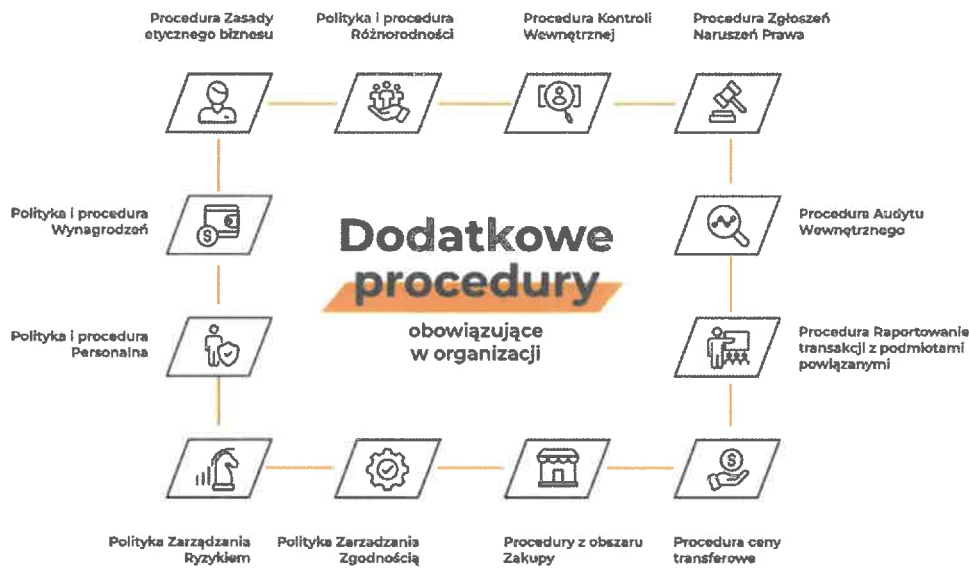 Procedura Zasady
etycznego biznesu
Polityka i procedura
Różnorodności
Procedura Kontroli
Wewnętrznej
Procedura Zgłoszeń
Naruszeń Prawa
Polityka i procedura
Wynagrodzeń
Dodatkowe
procedury
obowiązujące
w organizacji
Procedura Audytu
Wewnętrznego
Polityka i procedura
Personalna
Procedura Raportowanie
transakcji z podmiotami
powiązanymi
Polityka Zarządzania
Ryzykiem
Polityka Zarzadzania
Zgodnością
Procedury z obszaru
Zakupy
Procedura ceny
transferowe